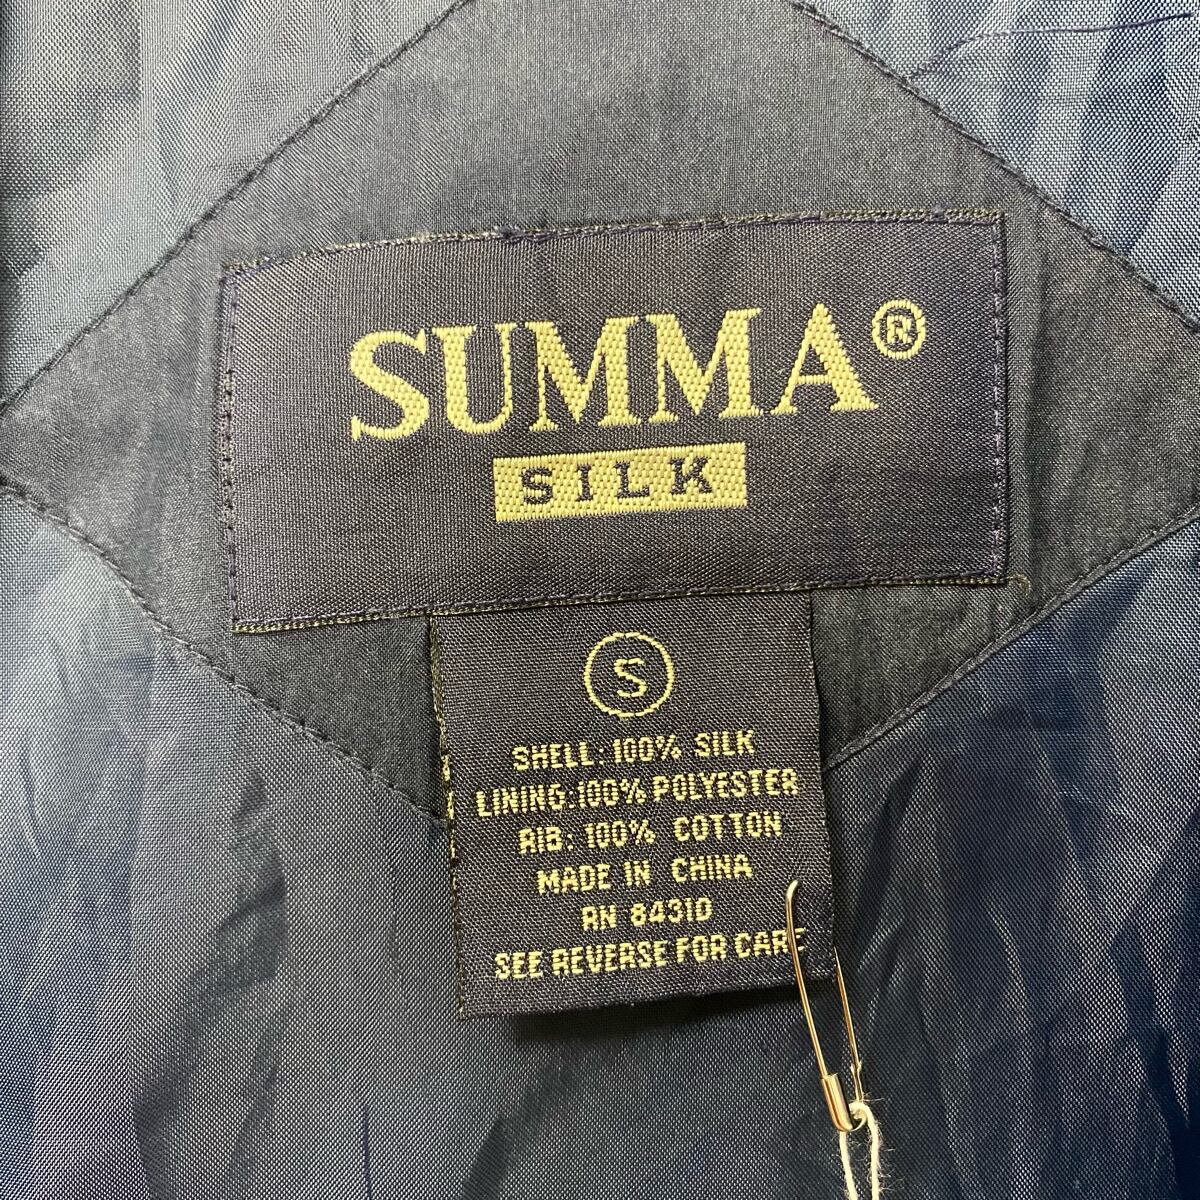 SUMMA®
SILK
S
SHELL: 100% SILK
LINING: 100% POLYESTER
RIB: 100% COTTON
MADE IN CHINA
RN 84310
SEE REVERSE FOR CARE